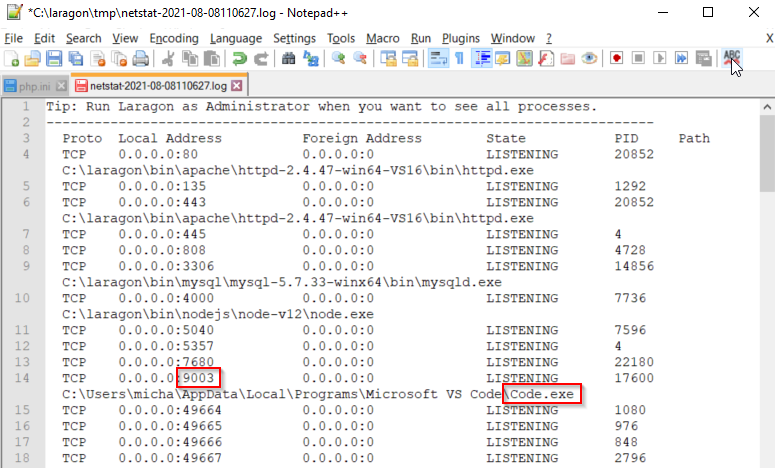 *C:\laragon\tmp\netstat-2021-08-08110627.log - Notepad++
File Edit Search View Encoding Language Settings Tools Macro Run Plugins Window ? X
php.ini netstat-2021-08-08110627.log
1 Tip: Run Laragon as Administrator when you want to see all processes.
2 ---------------------------------------------------------------------------
3 Proto Local Address Foreign Address State PID Path
4 TCP 0.0.0.0:80 0.0.0.0:0 LISTENING 20852
C:\laragon\bin\apache\httpd-2.4.47-win64-VS16\bin\httpd.exe
5 TCP 0.0.0.0:135 0.0.0.0:0 LISTENING 1292
6 TCP 0.0.0.0:443 0.0.0.0:0 LISTENING 20852
C:\laragon\bin\apache\httpd-2.4.47-win64-VS16\bin\httpd.exe
7 TCP 0.0.0.0:445 0.0.0.0:0 LISTENING 4
8 TCP 0.0.0.0:808 0.0.0.0:0 LISTENING 4728
9 TCP 0.0.0.0:3306 0.0.0.0:0 LISTENING 14856
C:\laragon\bin\mysql\mysql-5.7.33-winx64\bin\mysqld.exe
10 TCP 0.0.0.0:4000 0.0.0.0:0 LISTENING 7736
C:\laragon\bin\nodejs\node-v12\node.exe
11 TCP 0.0.0.0:5040 0.0.0.0:0 LISTENING 7596
12 TCP 0.0.0.0:5357 0.0.0.0:0 LISTENING 4
13 TCP 0.0.0.0:7680 0.0.0.0:0 LISTENING 22180
14 TCP 0.0.0.0:9003 0.0.0.0:0 LISTENING 17600
C:\Users\micha\AppData\Local\Programs\Microsoft VS Code\Code.exe
15 TCP 0.0.0.0:49664 0.0.0.0:0 LISTENING 1080
16 TCP 0.0.0.0:49665 0.0.0.0:0 LISTENING 976
17 TCP 0.0.0.0:49666 0.0.0.0:0 LISTENING 848
18 TCP 0.0.0.0:49667 0.0.0.0:0 LISTENING 2796